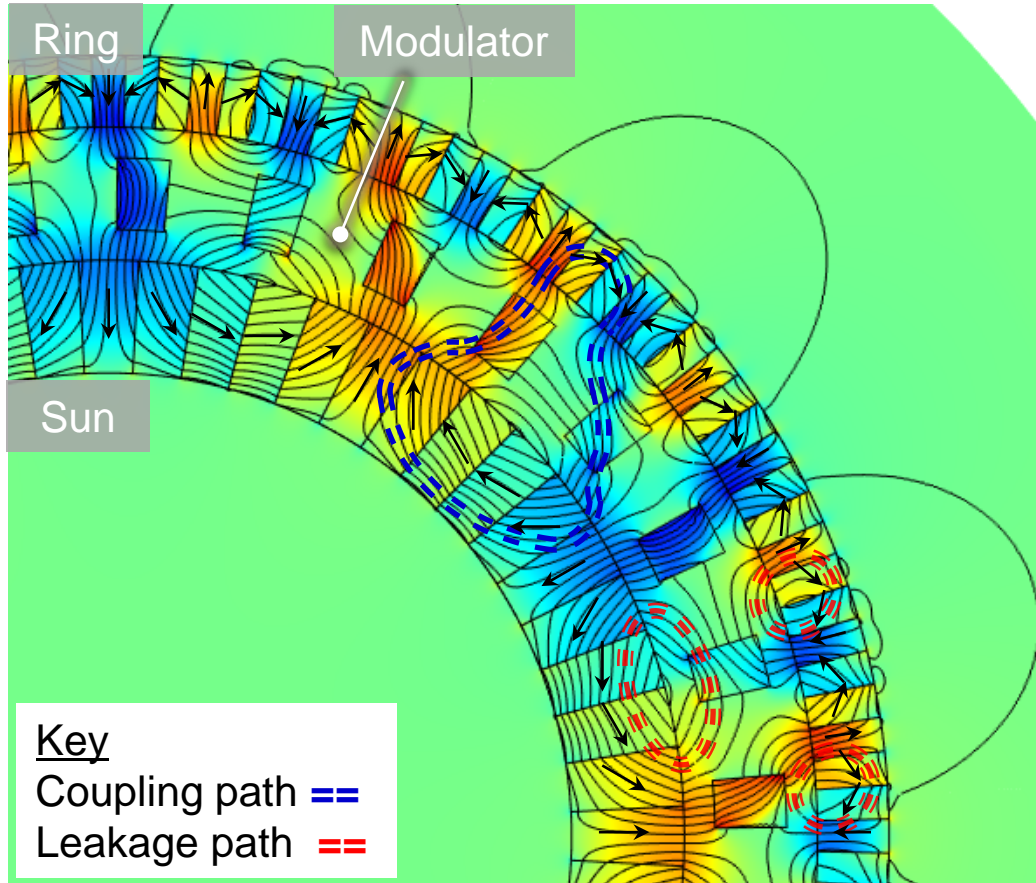 Ring
Modulator
Sun
Key
Coupling path ==
Leakage path ==